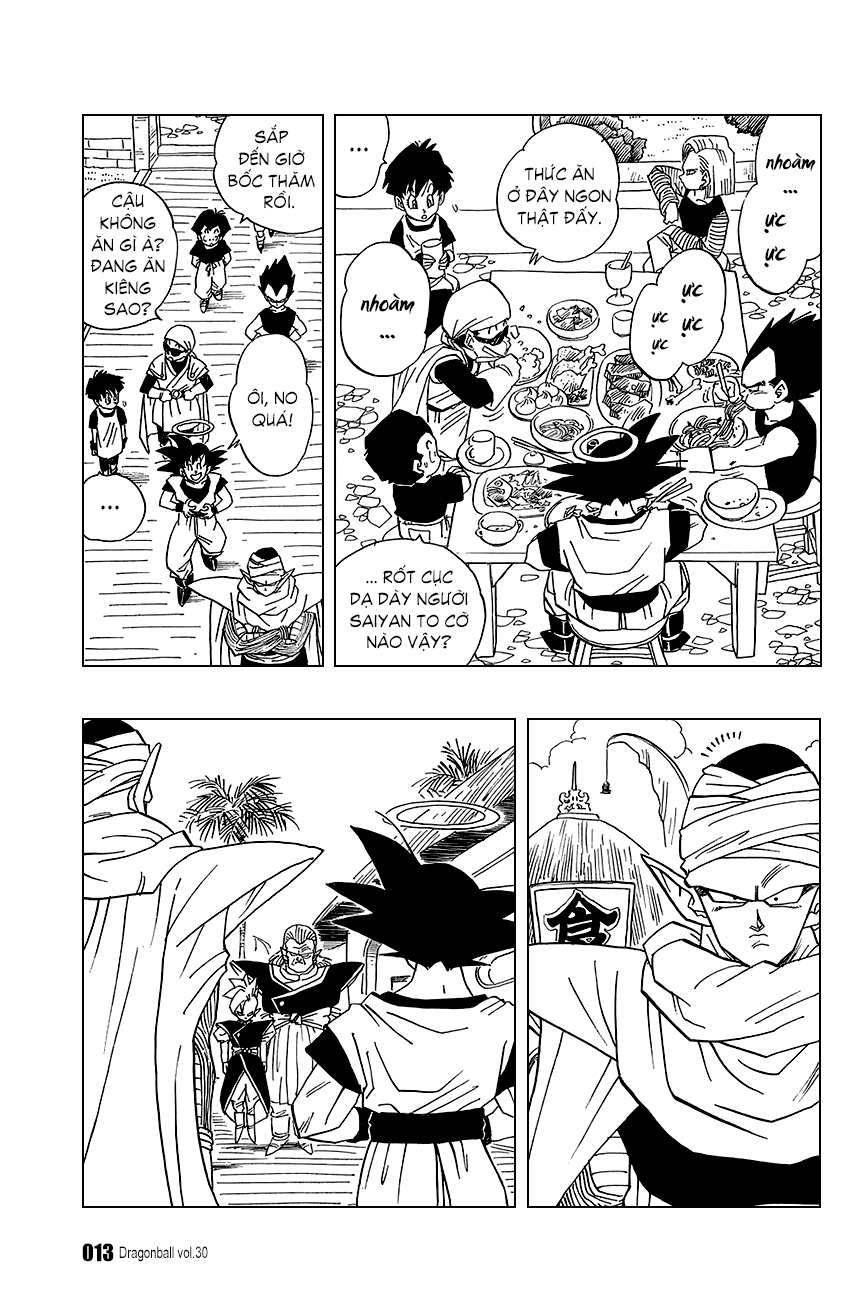 nhoàm
...
ực
ực
THỨC ĂN
Ở ĐÂY NGON
THẬT ĐẤY.
...
ực
ực
ực
ực
nhoàm
...
... RỐT CỤC
DẠ DÀY NGƯỜI
SAIYAN TO CỠ
NÀO VẬY?
SẮP
ĐẾN GIỜ
BỐC THĂM
RỒI.
CẬU
KHÔNG
ĂN GÌ À?
ĐANG ĂN
KIÊNG
SAO?
ÔI, NO
QUÁ!
...
食
013 Dragonball vol.30